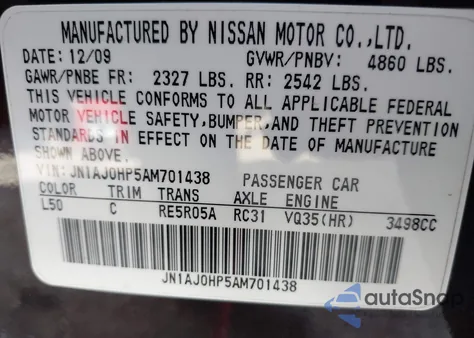 MANUFACTURED BY NISSAN MOTOR CO.,LTD.
DATE: 12/09 GVWR/PNBV: 4860 LBS.
GAWR/PNBE FR: 2327 LBS. RR: 2542 LBS.
THIS VEHICLE CONFORMS TO ALL APPLICABLE FEDERAL
MOTOR VEHICLE SAFETY,BUMPER,AND THEFT PREVENTION
STANDARDS IN EFFECT ON THE DATE OF MANUFACTURE
SHOWN ABOVE.
VIN:JN1AJ0HP5AM701438 PASSENGER CAR
COLOR TRIM TRANS AXLE ENGINE
L50 C RE5R05A RC31 VQ35(HR) 3498CC
JN1AJ0HP5AM701438
autoSnap